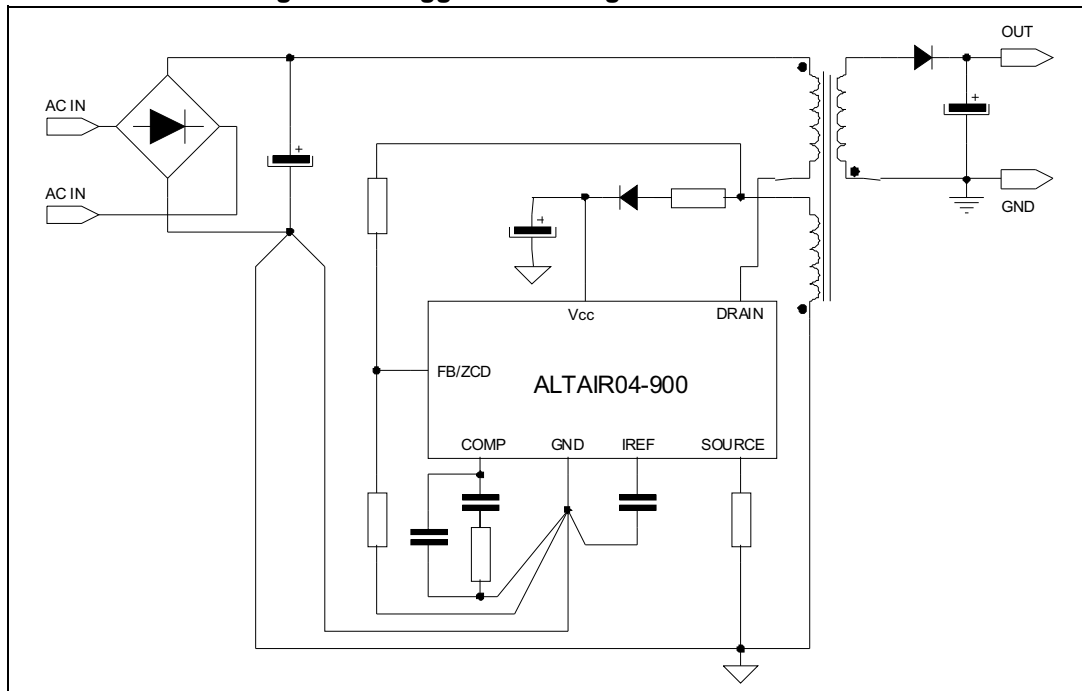 OUT
AC IN
AC IN
GND
Vcc
DRAIN
FB/ZCD
ALTAIR04-900
COMP
GND
IREF
SOURCE